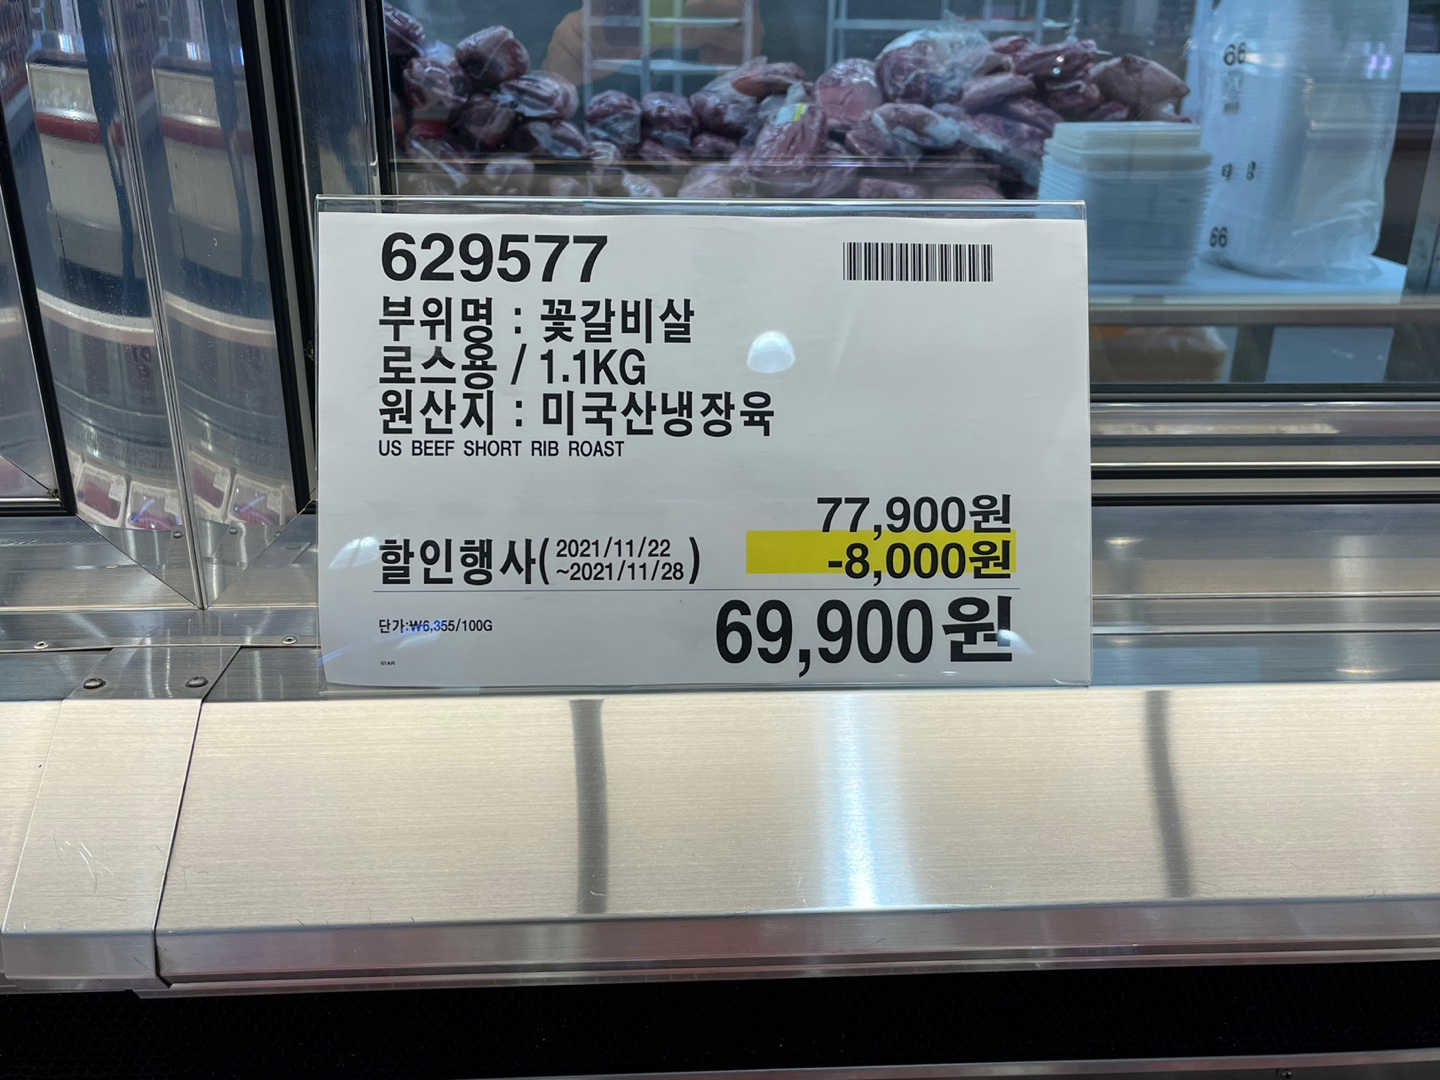 629577
부위명 : 꽃갈비살
로스용 / 1.1KG
원산지 : 미국산냉장육
US BEEF SHORT RIB ROAST
77,900원
할인행사( 2021/11/22 ~2021/11/28 ) -8,000원
단가:₩6,355/100G 69,900원
66
66